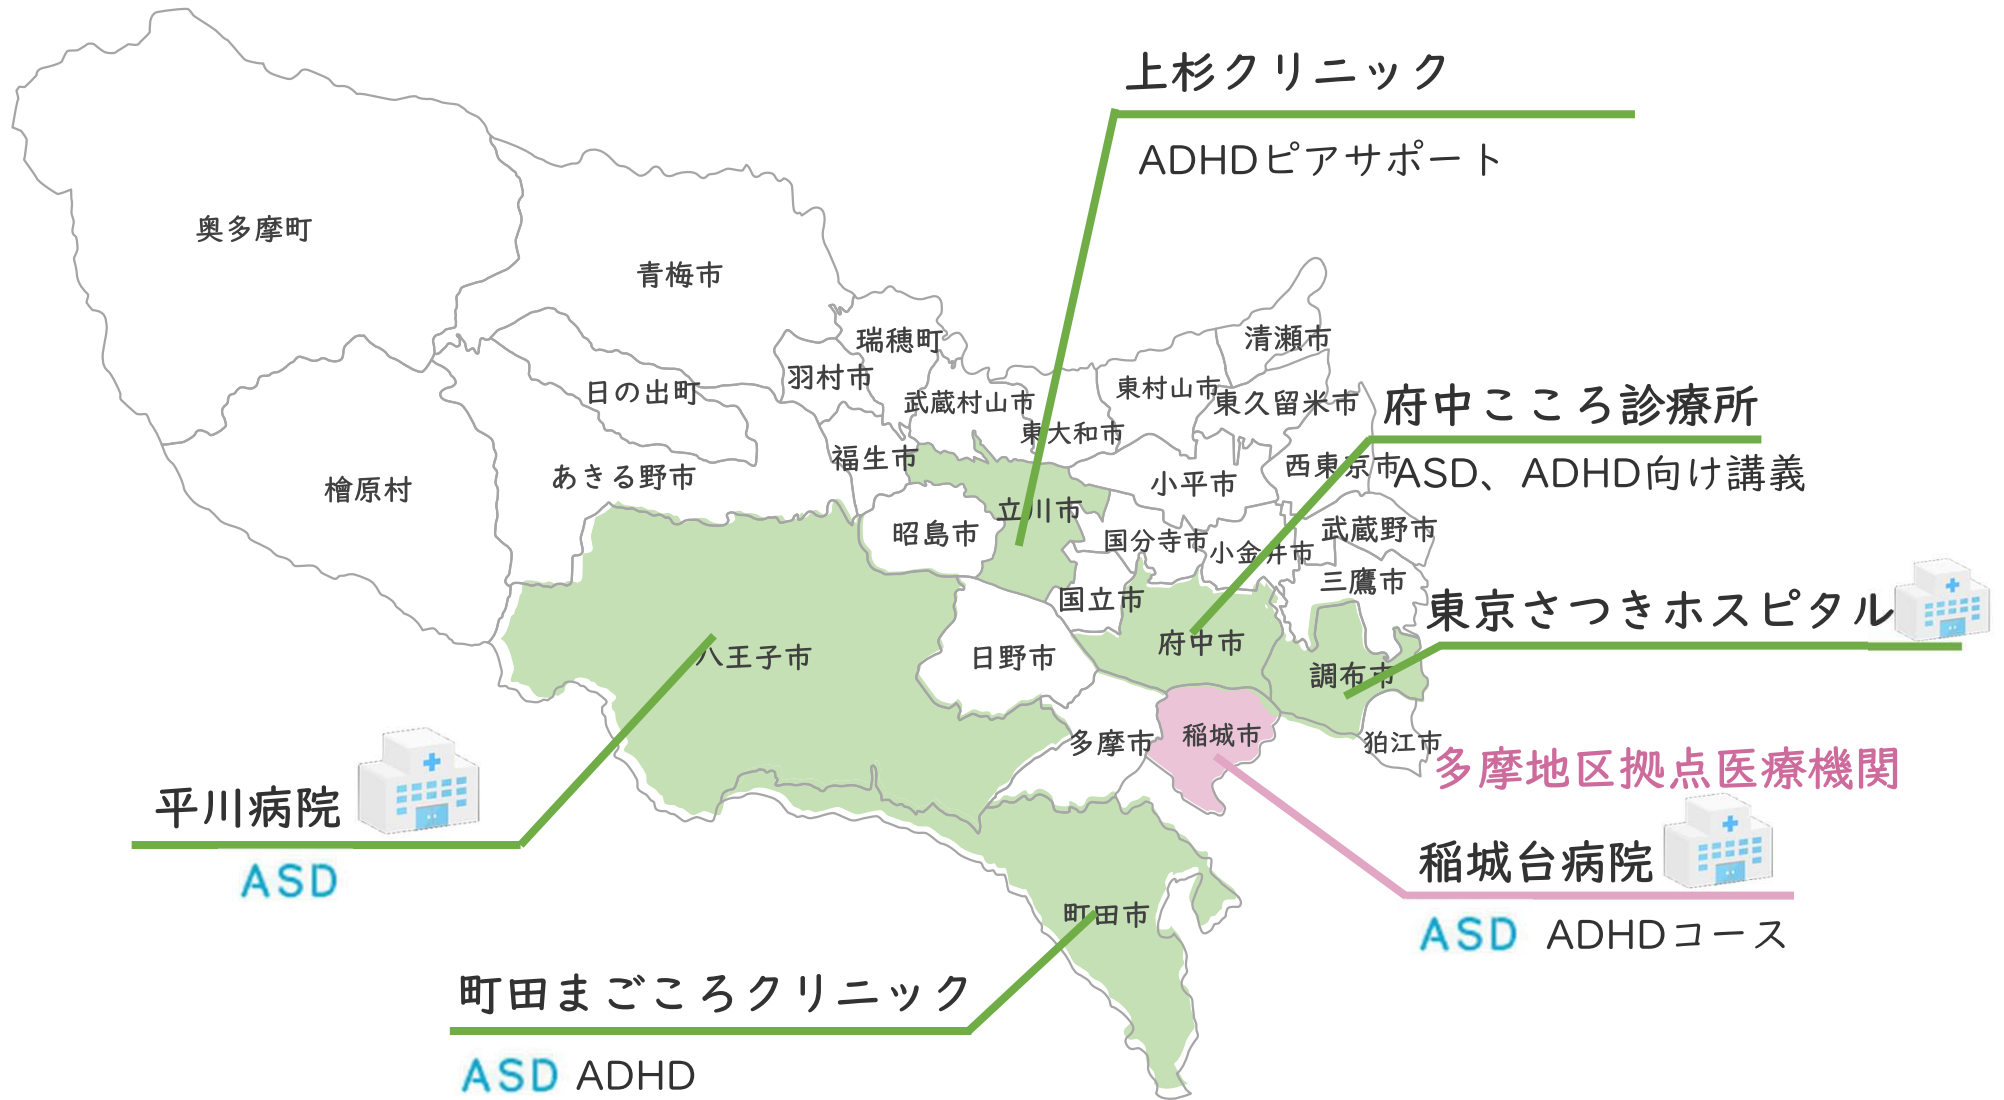 上杉クリニック
ADHDピアサポート
奥多摩町
青梅市
瑞穂町
清瀬市
羽村市
日の出町
武蔵村山市
東村山市
東久留米市
府中こころ診療所
東大和市
福生市
西東京市
ASD、ADHD向け講義
あきる野市
檜原村
小平市
立川市
昭島市
国分寺市
小金井市
武蔵野市
三鷹市
国立市
東京さつきホスピタル
府中市
八王子市
日野市
調布市
多摩市
稲城市
狛江市
多摩地区拠点医療機関
平川病院
稲城台病院
ASD
町田市
ASD ADHDコース
町田まごころクリニック
ASD ADHD